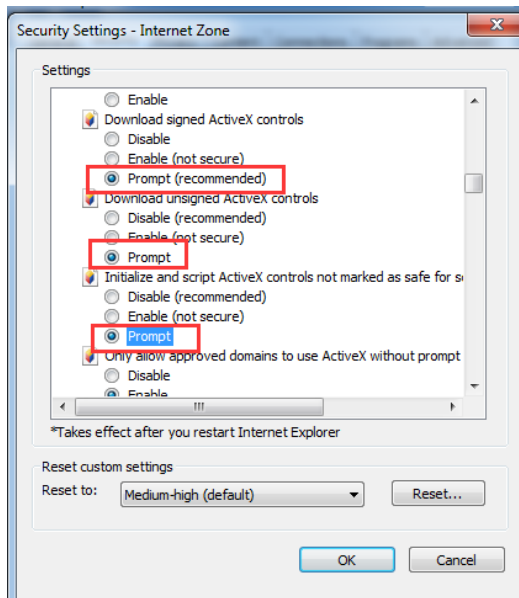 Security Settings - Internet Zone
Settings
Enable
Download signed ActiveX controls
Disable
Enable (not secure)
Prompt (recommended)
Download unsigned ActiveX controls
Disable (recommended)
Enable (not secure)
Prompt
Initialize and script ActiveX controls not marked as safe for s
Disable (recommended)
Enable (not secure)
Prompt
Only allow approved domains to use ActiveX without prompt
Disable
Enable
*Takes effect after you restart Internet Explorer
Reset custom settings
Reset to:
Medium-high (default)
Reset...
OK
Cancel